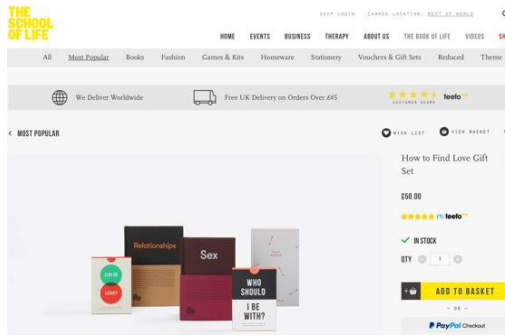 THE
SCHOOL
OF LIFE
SHOP LOGIN CHANGE LOCATION: REST OF WORLD
HOME EVENTS BUSINESS THERAPY ABOUT US THE BOOK OF LIFE VIDEOS SH
All Most Popular Books Fashion Games & Kits Homeware Stationery Vouchers & Gift Sets Reduced Theme
We Deliver Worldwide
Free UK Delivery on Orders Over £45
feefo
CUSTOMER SCORE
< MOST POPULAR
WISH LIST VIEW BASKET
How to Find Love Gift
Set
£50.00
(1) feefo
IN STOCK
QTY 1
ADD TO BASKET
- OR -
PayPal Checkout
Relationships
Sex
WHO
SHOULD
I BE
WITH?